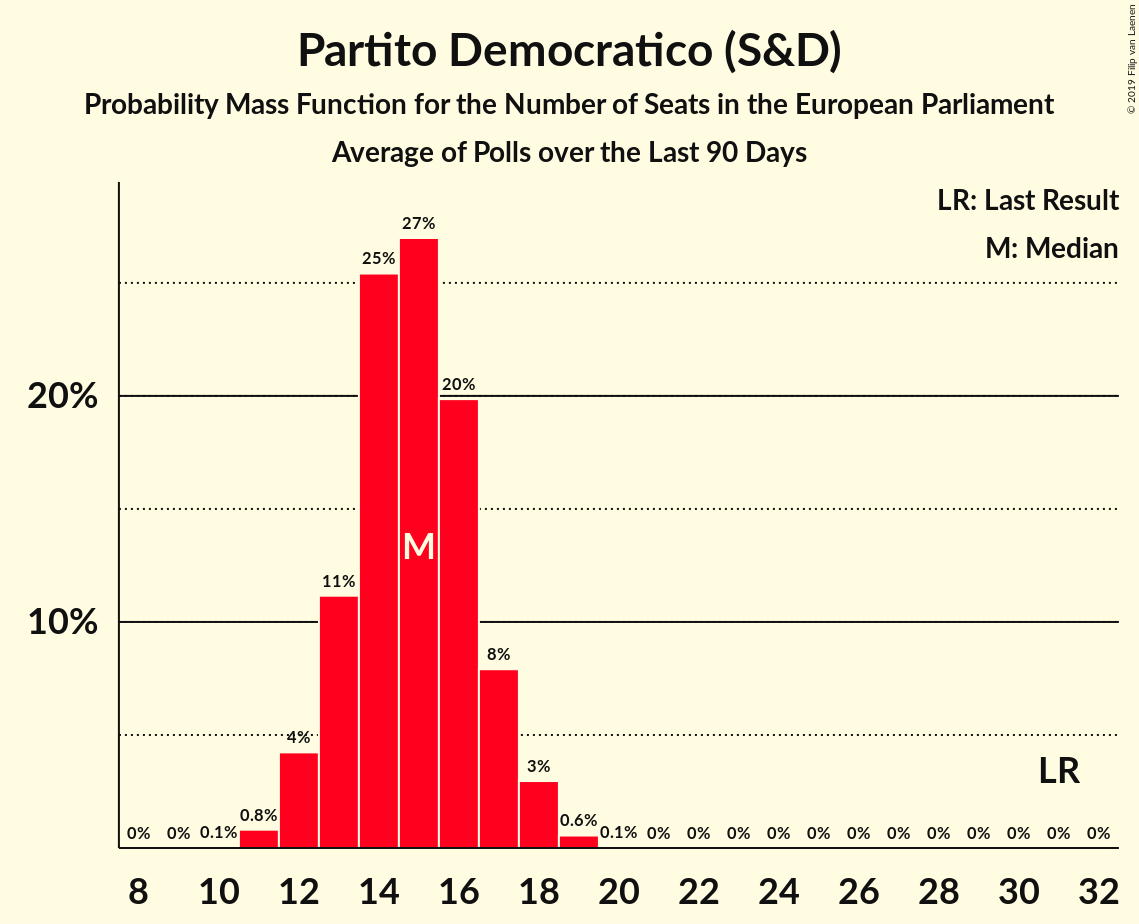 Partito Democratico (S&D)
Probability Mass Function for the Number of Seats in the European Parliament
Average of Polls over the Last 90 Days
© 2019 Filip van Laenen
LR: Last Result
M: Median
27%
25%
20%
20%
M
11%
10%
8%
4%
3%
LR
0.8%
0.6%
0% 0% 0.1% 0.1% 0% 0% 0% 0% 0% 0% 0% 0% 0% 0% 0% 0%
8 10 12 14 16 18 20 22 24 26 28 30 32